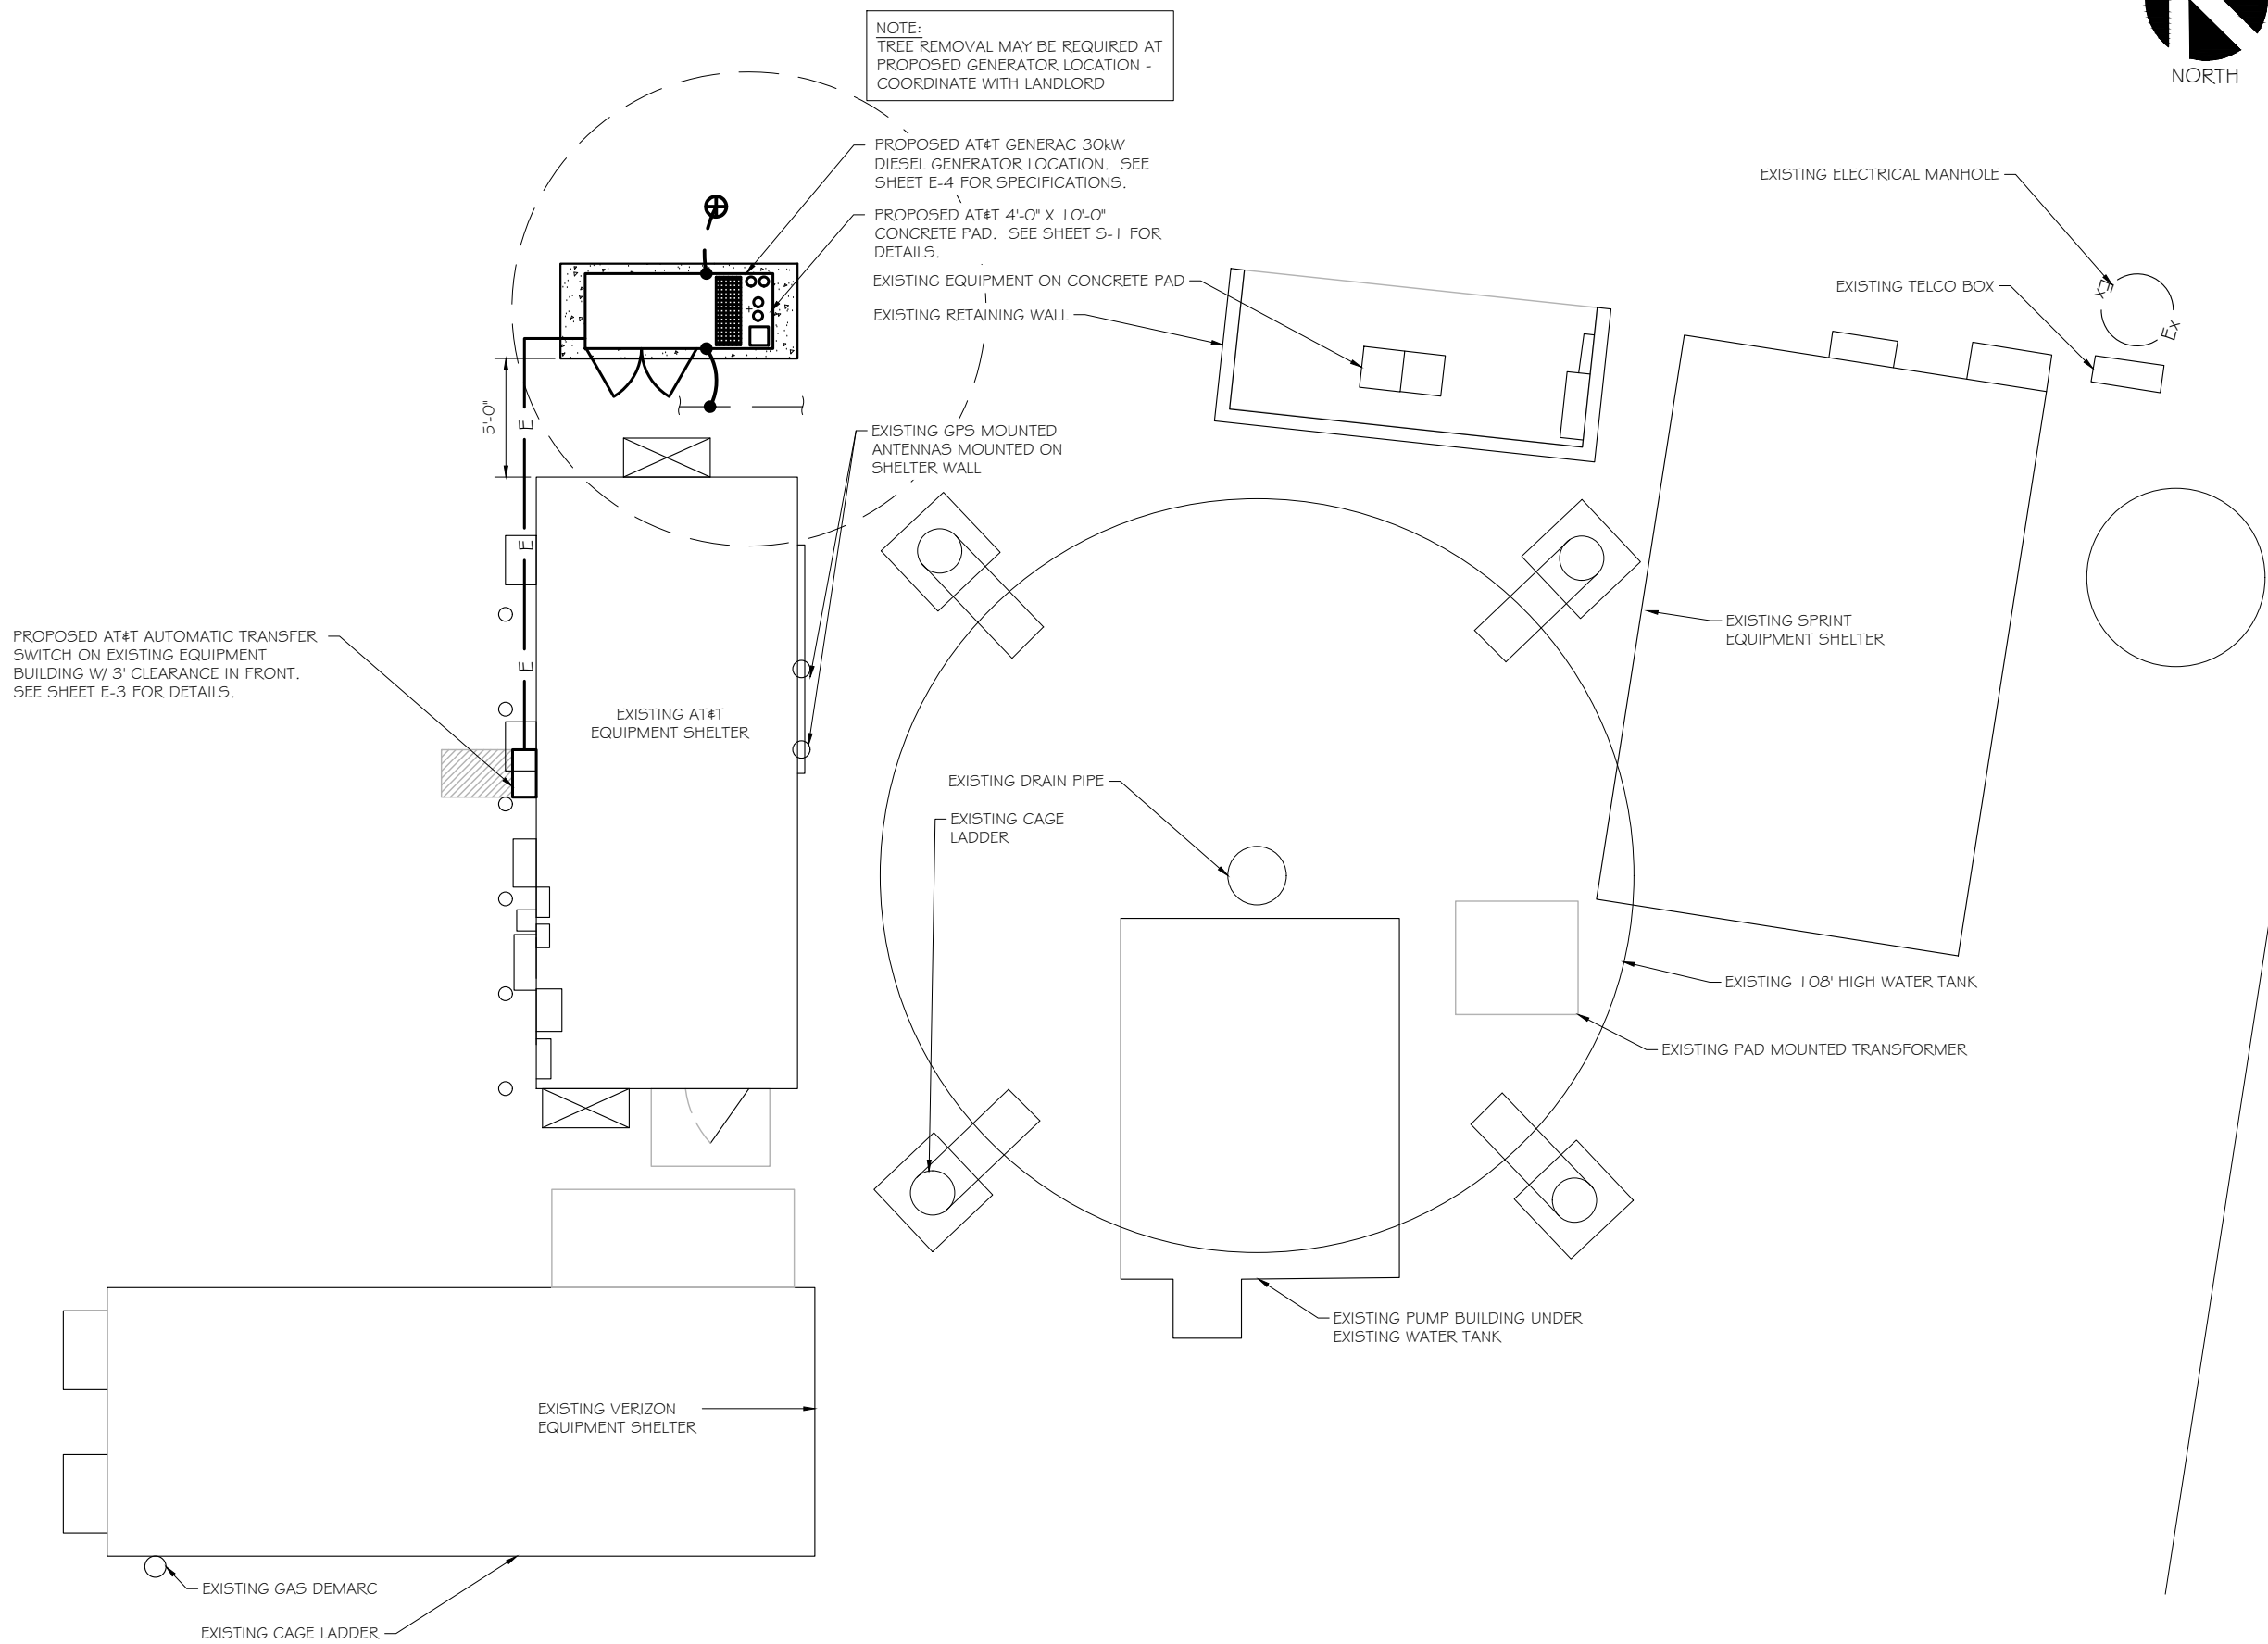 NOTE:
TREE REMOVAL MAY BE REQUIRED AT
PROPOSED GENERATOR LOCATION -
COORDINATE WITH LANDLORD
NORTH
PROPOSED AT&T GENERAC 30kW
DIESEL GENERATOR LOCATION. SEE
SHEET E-4 FOR SPECIFICATIONS.
PROPOSED AT&T 4'-0" X 10'-0"
CONCRETE PAD. SEE SHEET S-1 FOR
DETAILS.
EXISTING EQUIPMENT ON CONCRETE PAD
EXISTING RETAINING WALL
EXISTING ELECTRICAL MANHOLE
EXISTING TELCO BOX
Ex
Ex
5'-0"
E
E
E
EXISTING GPS MOUNTED
ANTENNAS MOUNTED ON
SHELTER WALL
PROPOSED AT&T AUTOMATIC TRANSFER
SWITCH ON EXISTING EQUIPMENT
BUILDING W/ 3' CLEARANCE IN FRONT.
SEE SHEET E-3 FOR DETAILS.
EXISTING AT&T
EQUIPMENT SHELTER
EXISTING SPRINT
EQUIPMENT SHELTER
EXISTING DRAIN PIPE
EXISTING CAGE
LADDER
EXISTING 108' HIGH WATER TANK
EXISTING PAD MOUNTED TRANSFORMER
EXISTING PUMP BUILDING UNDER
EXISTING WATER TANK
EXISTING VERIZON
EQUIPMENT SHELTER
EXISTING GAS DEMARC
EXISTING CAGE LADDER